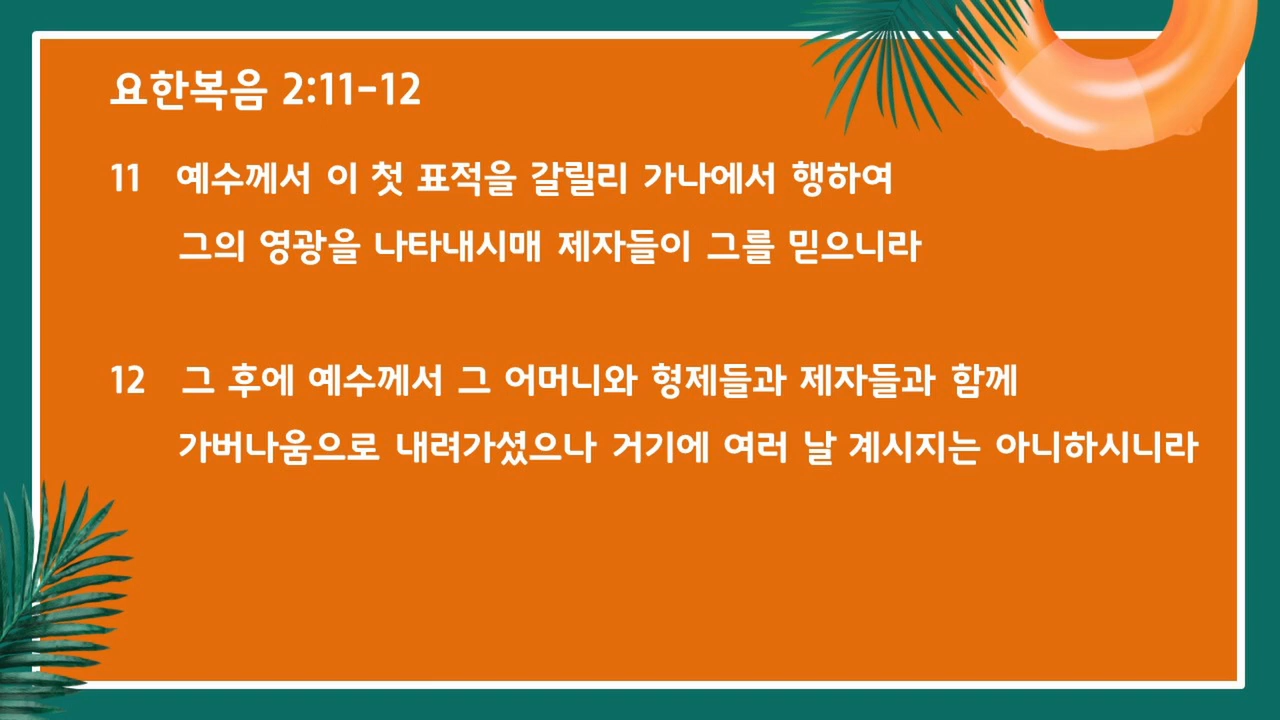 요한복음 2:11-12
11 예수께서 이 첫 표적을 갈릴리 가나에서 행하여
그의 영광을 나타내시매 제자들이 그를 믿으니라
12 그 후에 예수께서 그 어머니와 형제들과 제자들과 함께
가버나움으로 내려가셨으나 거기에 여러 날 계시지는 아니하시니라